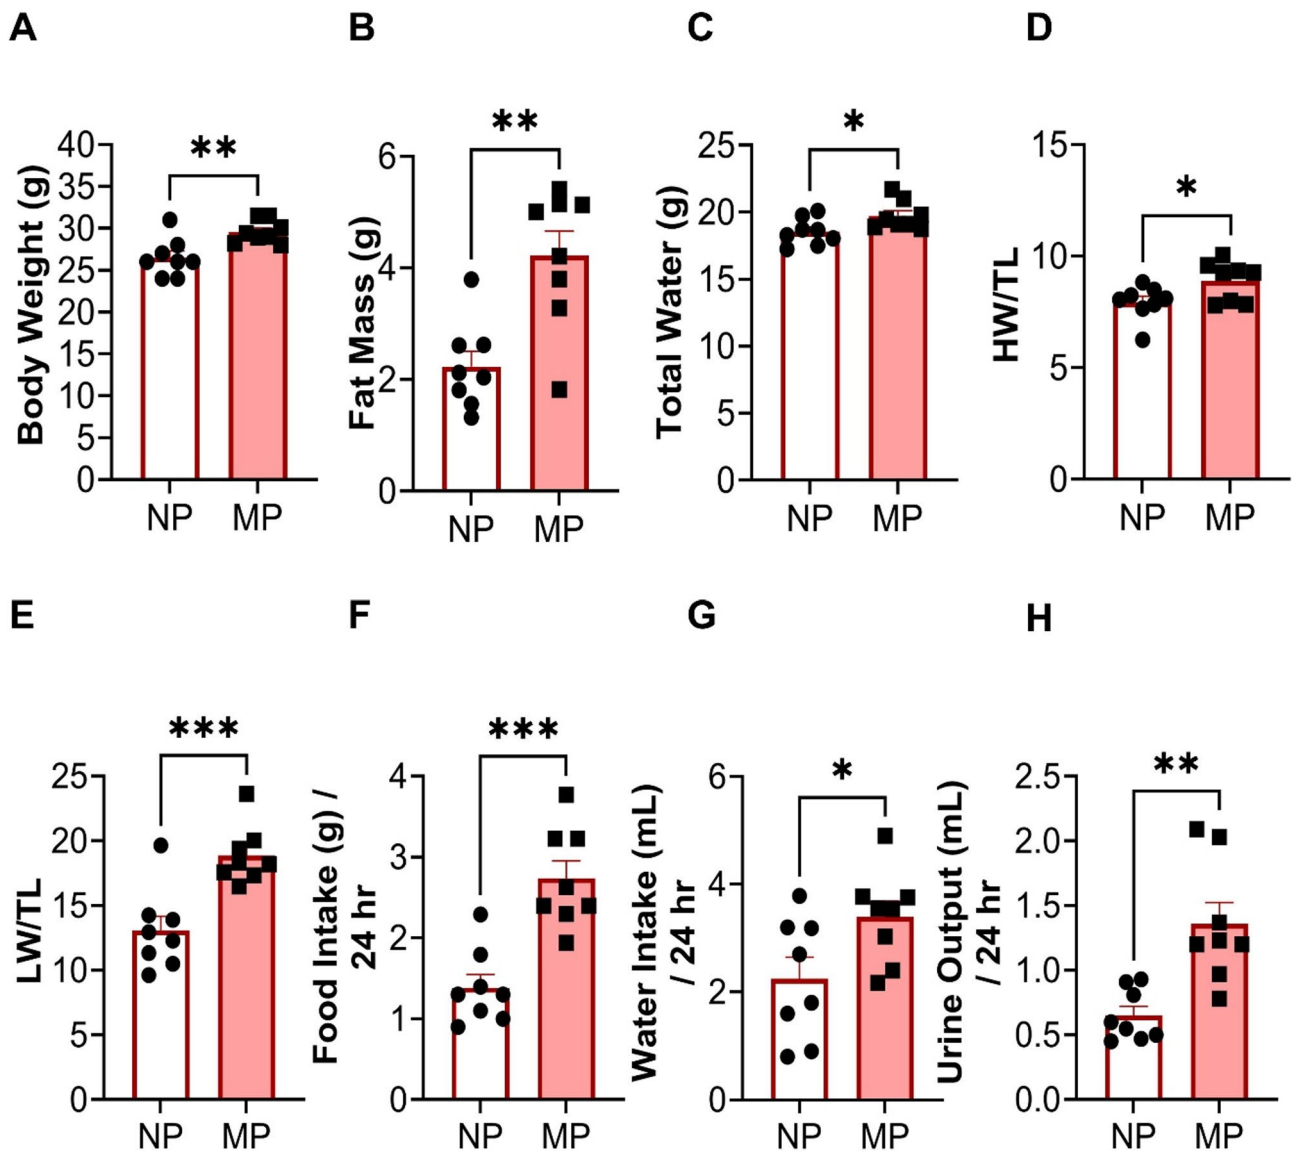 A
Body Weight (g)
40
35
30
25
20
15
10
5
0
**
NP MP
B
Fat Mass (g)
6
4
2
0
**
NP MP
C
Total Water (g)
25
20
15
10
5
0
*
NP MP
D
HW/TL
15
10
5
0
*
NP MP
E
LW/TL
25
20
15
10
5
0
***
NP MP
F
Food Intake (g) /
24 hr
4
3
2
1
0
***
NP MP
G
Water Intake (mL)
/ 24 hr
6
4
2
0
*
NP MP
H
Urine Output (mL)
/ 24 hr
2.5
2.0
1.5
1.0
0.5
0.0
**
NP MP